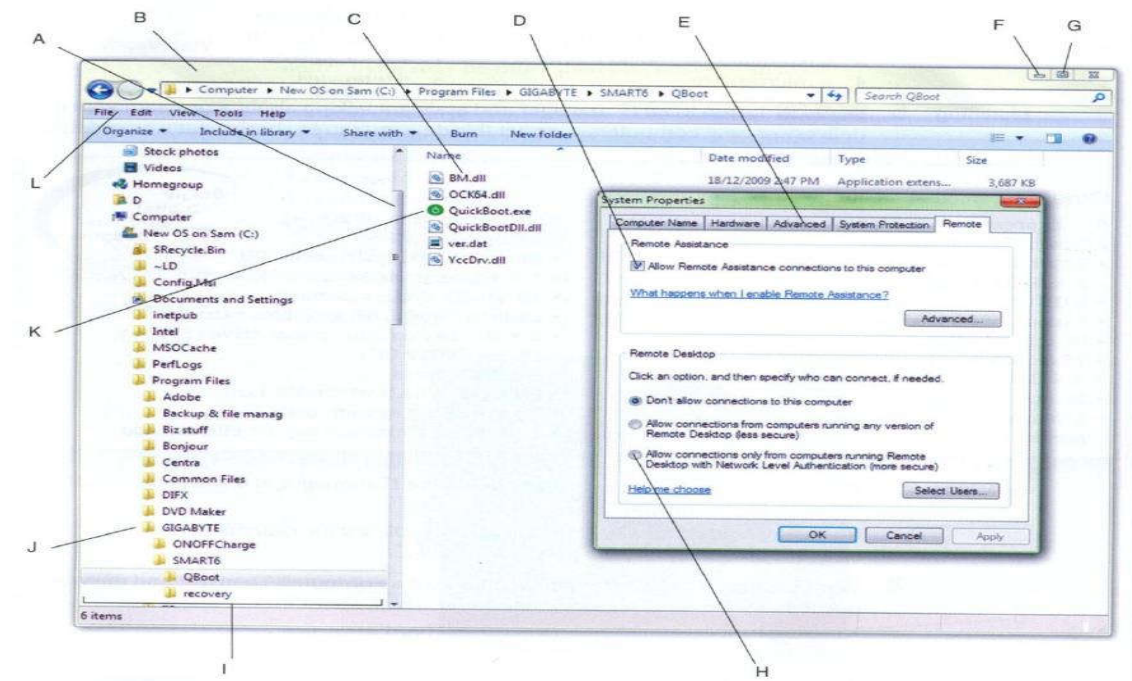 A
B
C
D
E
F
G
Computer ▸ New OS on Sam (C:) ▸ Program Files ▸ GIGABYTE ▸ SMART6 ▸ QBoot
Search QBoot
File Edit View Tools Help
Organize Include in library Share with Burn New folder
L
Stock photos
Videos
Homegroup
D
Computer
New OS on Sam (C:)
SRecycle.Bin
~LD
Config.Msi
Documents and Settings
inetpub
K
Intel
MSOCache
PerfLogs
Program Files
Adobe
Backup & file manag
Biz stuff
Bonjour
Centra
Common Files
DIFX
DVD Maker
J
GIGABYTE
ONOFFCharge
SMART6
QBoot
recovery
6 items
I
Name Date modified Type Size
BM.dll 18/12/2009 2:47 PM Application extens... 3,687 KB
OCK64.dll
QuickBoot.exe
QuickBootDll.dll
ver.dat
YccDrv.dll
System Properties
Computer Name Hardware Advanced System Protection Remote
Remote Assistance
Allow Remote Assistance connections to this computer
What happens when I enable Remote Assistance?
Advanced...
Remote Desktop
Click an option, and then specify who can connect, if needed.
Don't allow connections to this computer
Allow connections from computers running any version of
Remote Desktop (less secure)
Allow connections only from computers running Remote
Desktop with Network Level Authentication (more secure)
Help me choose
Select Users...
OK Cancel Apply
H